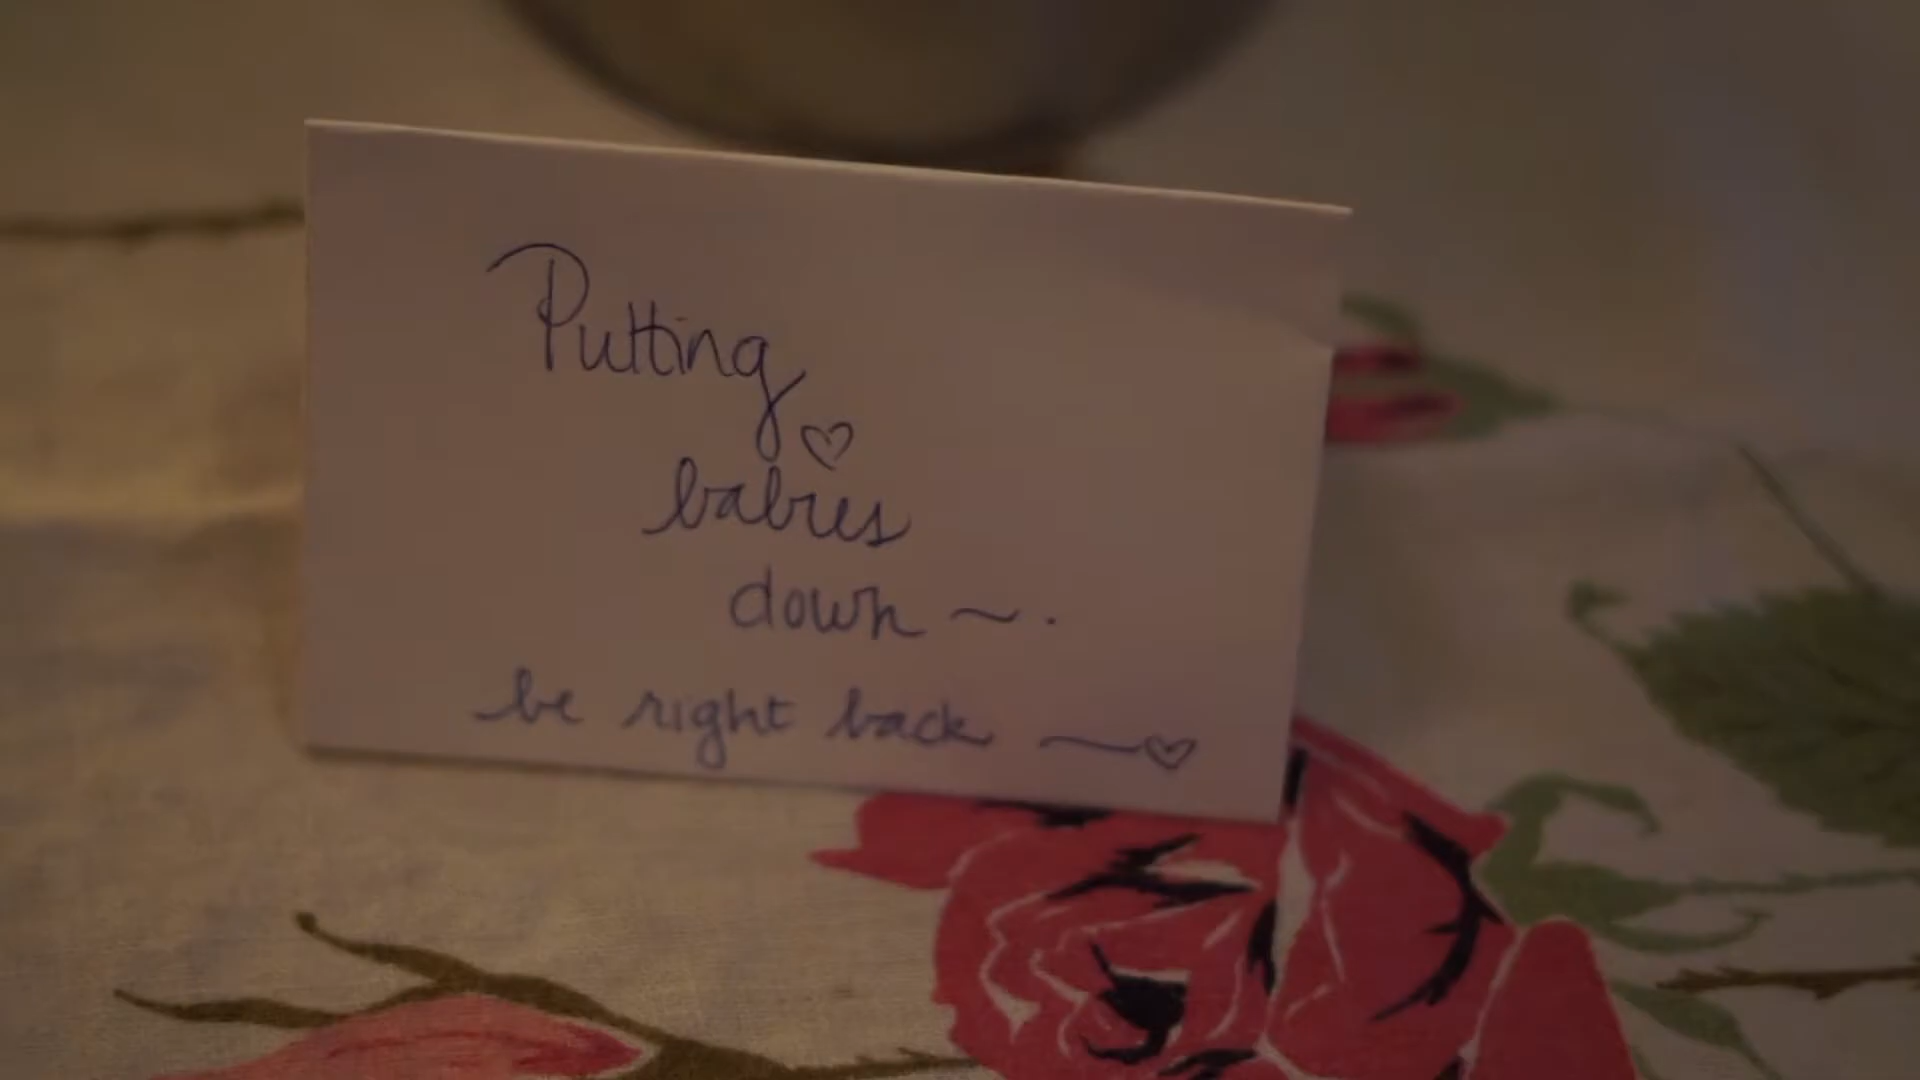 Putting
♡
babies
down ~.
be right back —♡